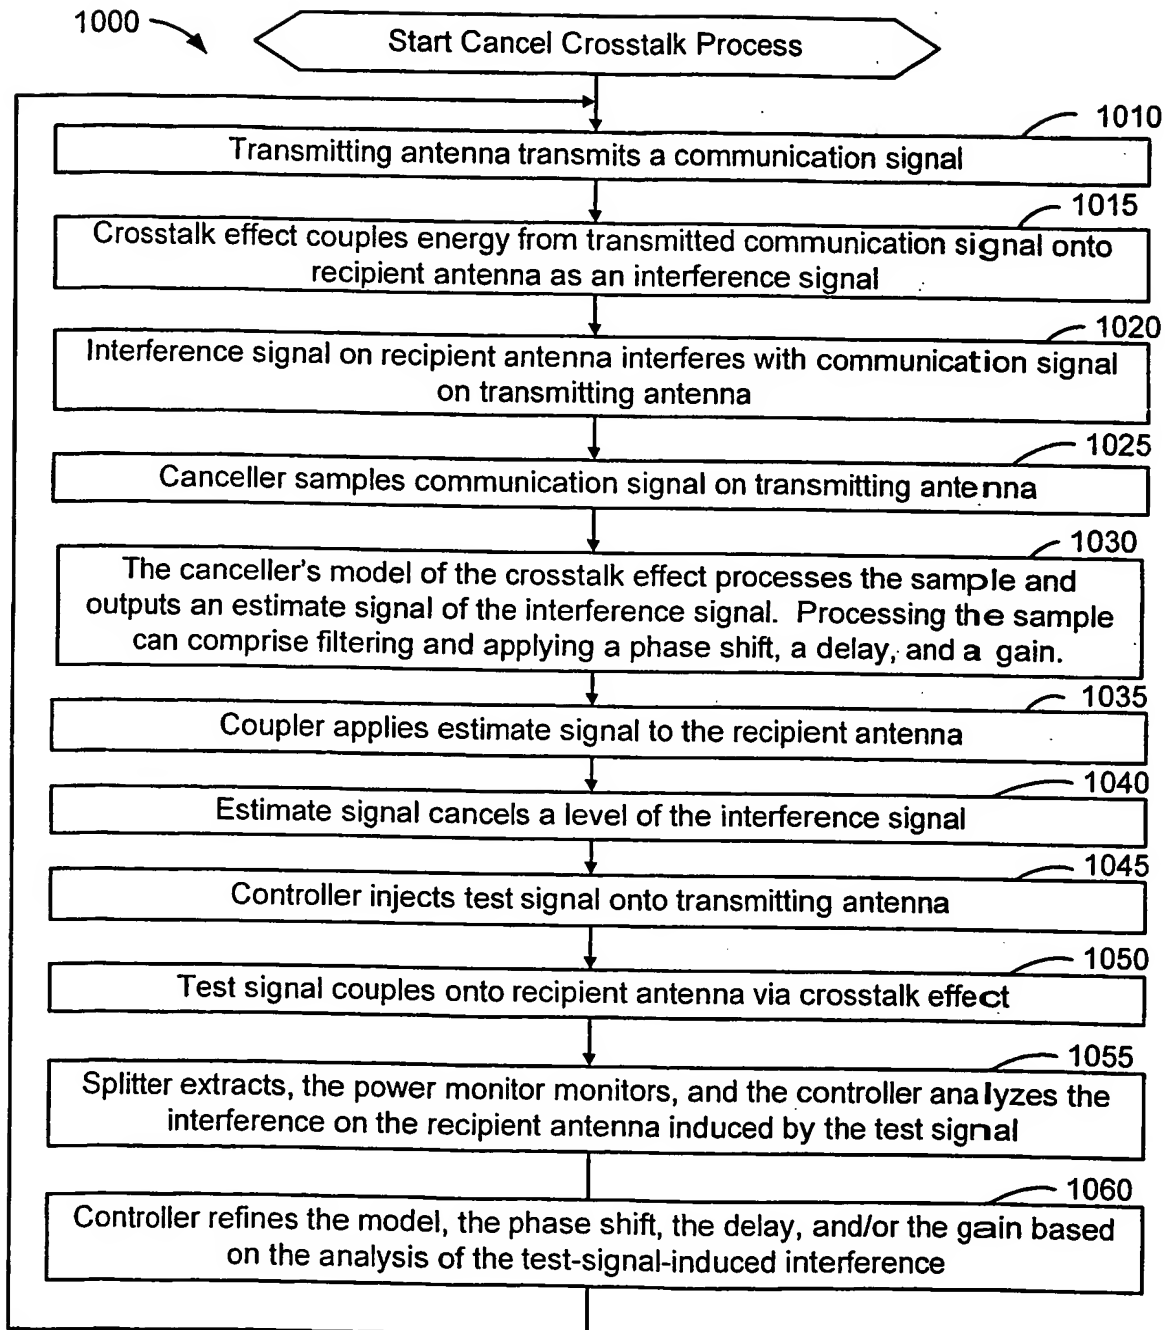 1000
Start Cancel Crosstalk Process
1010
Transmitting antenna transmits a communication signal
1015
Crosstalk effect couples energy from transmitted communication signal onto
recipient antenna as an interference signal
1020
Interference signal on recipient antenna interferes with communication signal
on transmitting antenna
1025
Canceller samples communication signal on transmitting antenna
1030
The canceller's model of the crosstalk effect processes the sample and
outputs an estimate signal of the interference signal. Processing the sample
can comprise filtering and applying a phase shift, a delay, and a gain.
1035
Coupler applies estimate signal to the recipient antenna
1040
Estimate signal cancels a level of the interference signal
1045
Controller injects test signal onto transmitting antenna
1050
Test signal couples onto recipient antenna via crosstalk effect
1055
Splitter extracts, the power monitor monitors, and the controller analyzes the
interference on the recipient antenna induced by the test signal
1060
Controller refines the model, the phase shift, the delay, and/or the gain based
on the analysis of the test-signal-induced interference